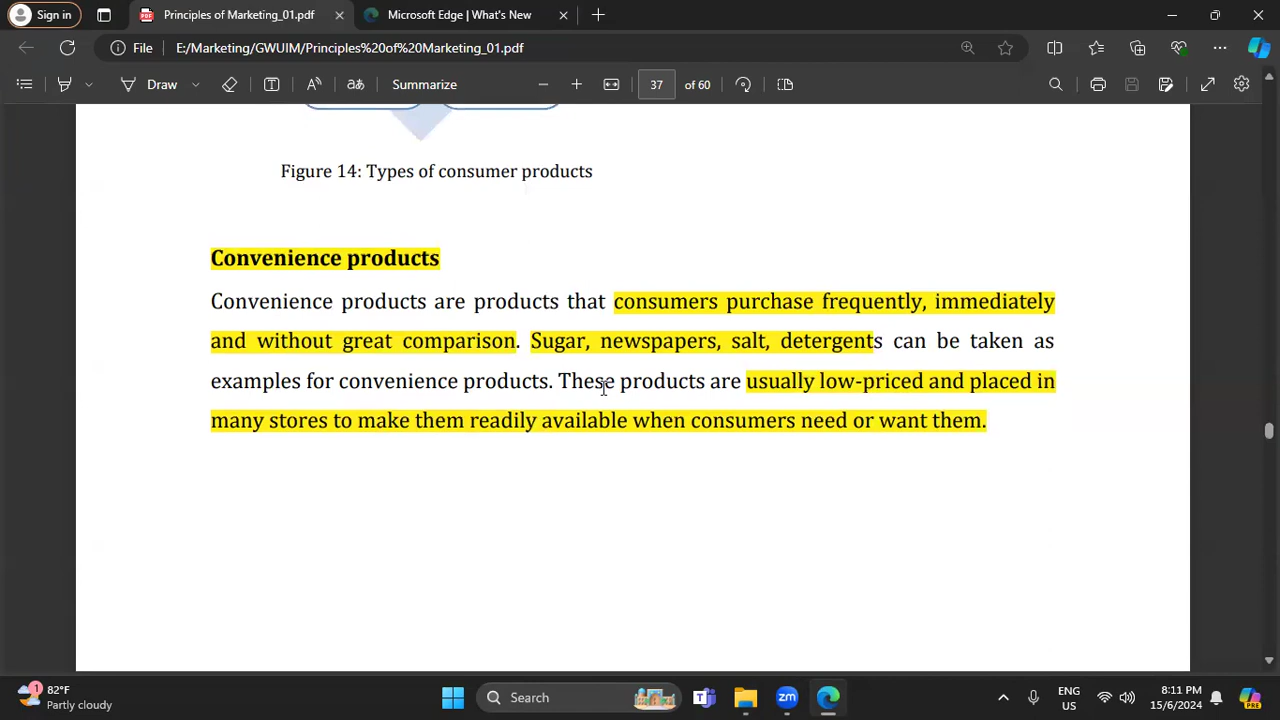 Sign in
Principles of Marketing_01.pdf
Microsoft Edge | What's New
File
E:/Marketing/GWUIM/Principles%20of%20Marketing_01.pdf
Draw
aあ
Summarize
37
of 60
Figure 14: Types of consumer products
Convenience products
Convenience products are products that consumers purchase frequently, immediately
and without great comparison. Sugar, newspapers, salt, detergents can be taken as
examples for convenience products. These products are usually low-priced and placed in
many stores to make them readily available when consumers need or want them.
1
82°F
Partly cloudy
Search
ENG
US
8:11 PM
15/6/2024